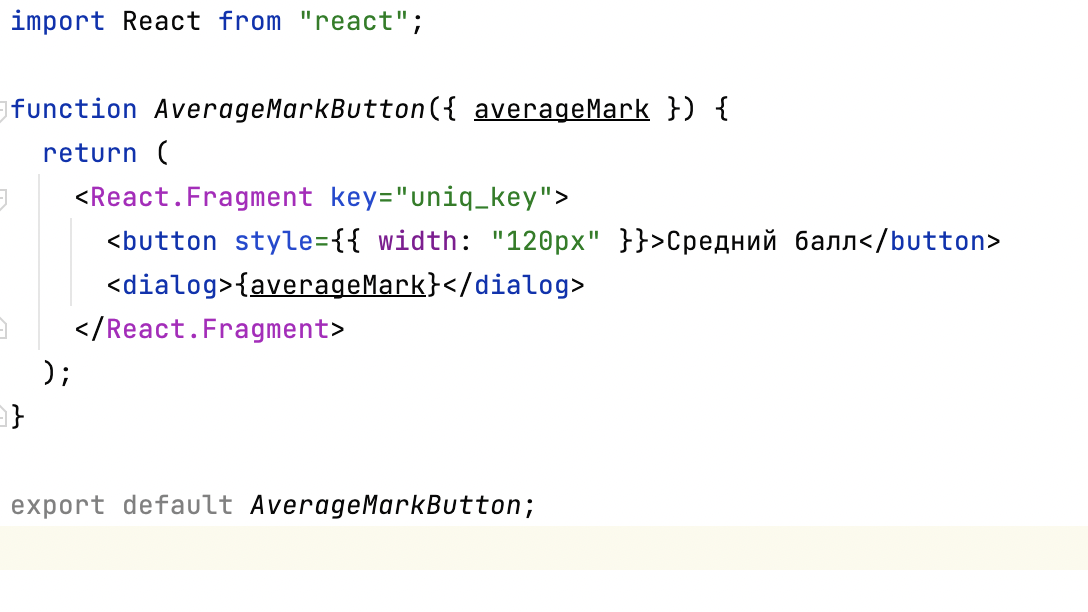 import React from "react";
function AverageMarkButton({ averageMark }) {
return (
<React.Fragment key="uniq_key">
<button style={{ width: "120px" }}>Средний балл</button>
<dialog>{averageMark}</dialog>
</React.Fragment>
);
}
export default AverageMarkButton;